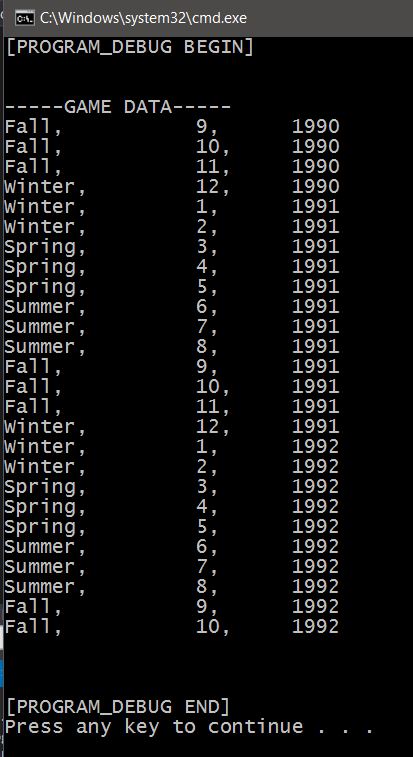 C:\Windows\system32\cmd.exe
[PROGRAM_DEBUG BEGIN]
-----GAME DATA-----
Fall, 9, 1990
Fall, 10, 1990
Fall, 11, 1990
Winter, 12, 1990
Winter, 1, 1991
Winter, 2, 1991
Spring, 3, 1991
Spring, 4, 1991
Spring, 5, 1991
Summer, 6, 1991
Summer, 7, 1991
Summer, 8, 1991
Fall, 9, 1991
Fall, 10, 1991
Fall, 11, 1991
Winter, 12, 1991
Winter, 1, 1992
Winter, 2, 1992
Spring, 3, 1992
Spring, 4, 1992
Spring, 5, 1992
Summer, 6, 1992
Summer, 7, 1992
Summer, 8, 1992
Fall, 9, 1992
Fall, 10, 1992
[PROGRAM_DEBUG END]
Press any key to continue . . .